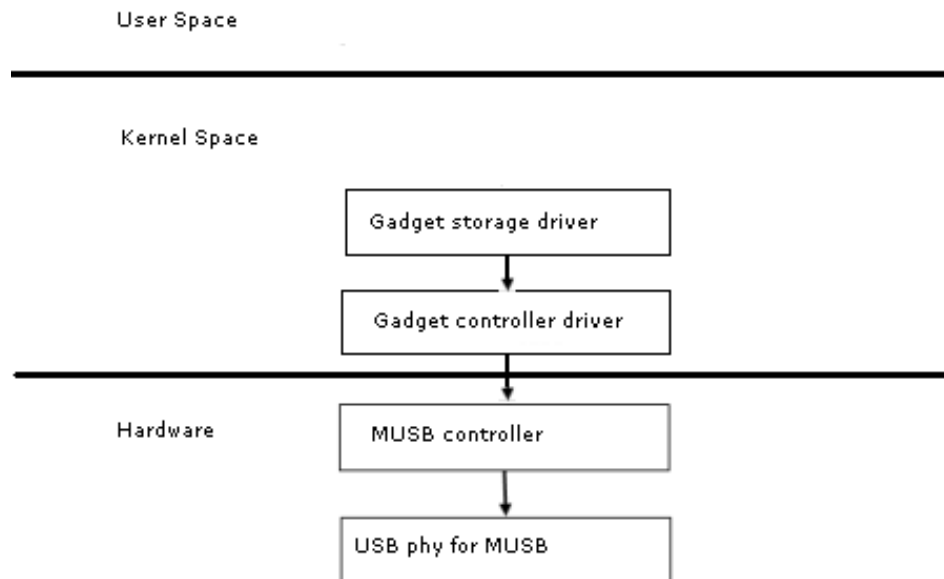 User Space
Kernel Space
Gadget storage driver
Gadget controller driver
Hardware
MUSB controller
USB phy for MUSB